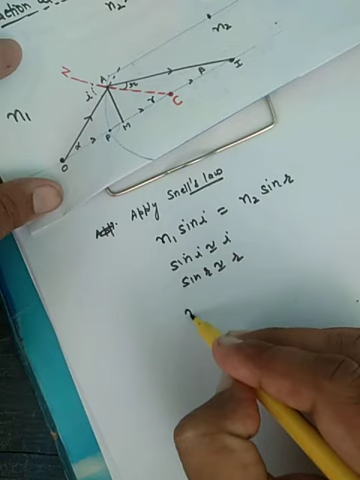 n₂
n₂
N
A
i
r
I
n₁
α
γ
β
C
O
P
M
Apply Snell's law
n₁ sin i = n₂ sin r
sin i ≃ i
sin r ≃ r